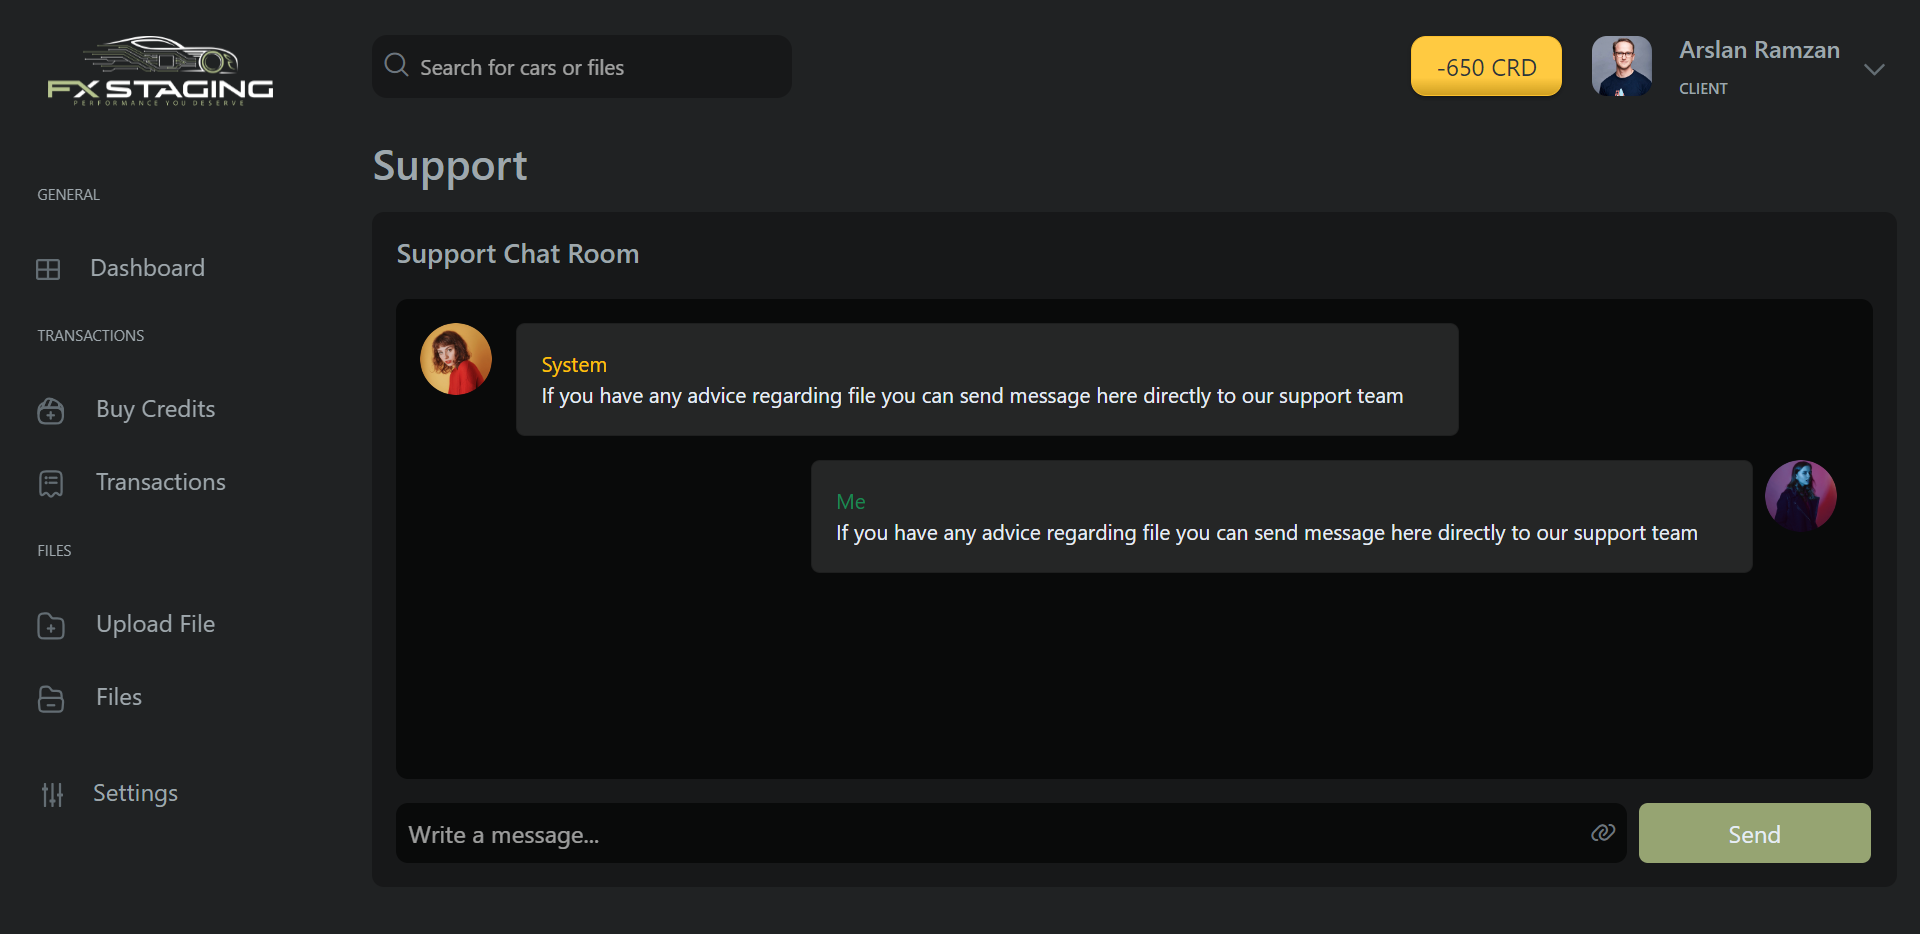 FX STAGING
PERFORMANCE YOU DESERVE
Search for cars or files
-650 CRD
Arslan Ramzan
CLIENT
GENERAL
Dashboard
TRANSACTIONS
Buy Credits
Transactions
FILES
Upload File
Files
Settings
Support
Support Chat Room
System
If you have any advice regarding file you can send message here directly to our support team
Me
If you have any advice regarding file you can send message here directly to our support team
Write a message...
Send